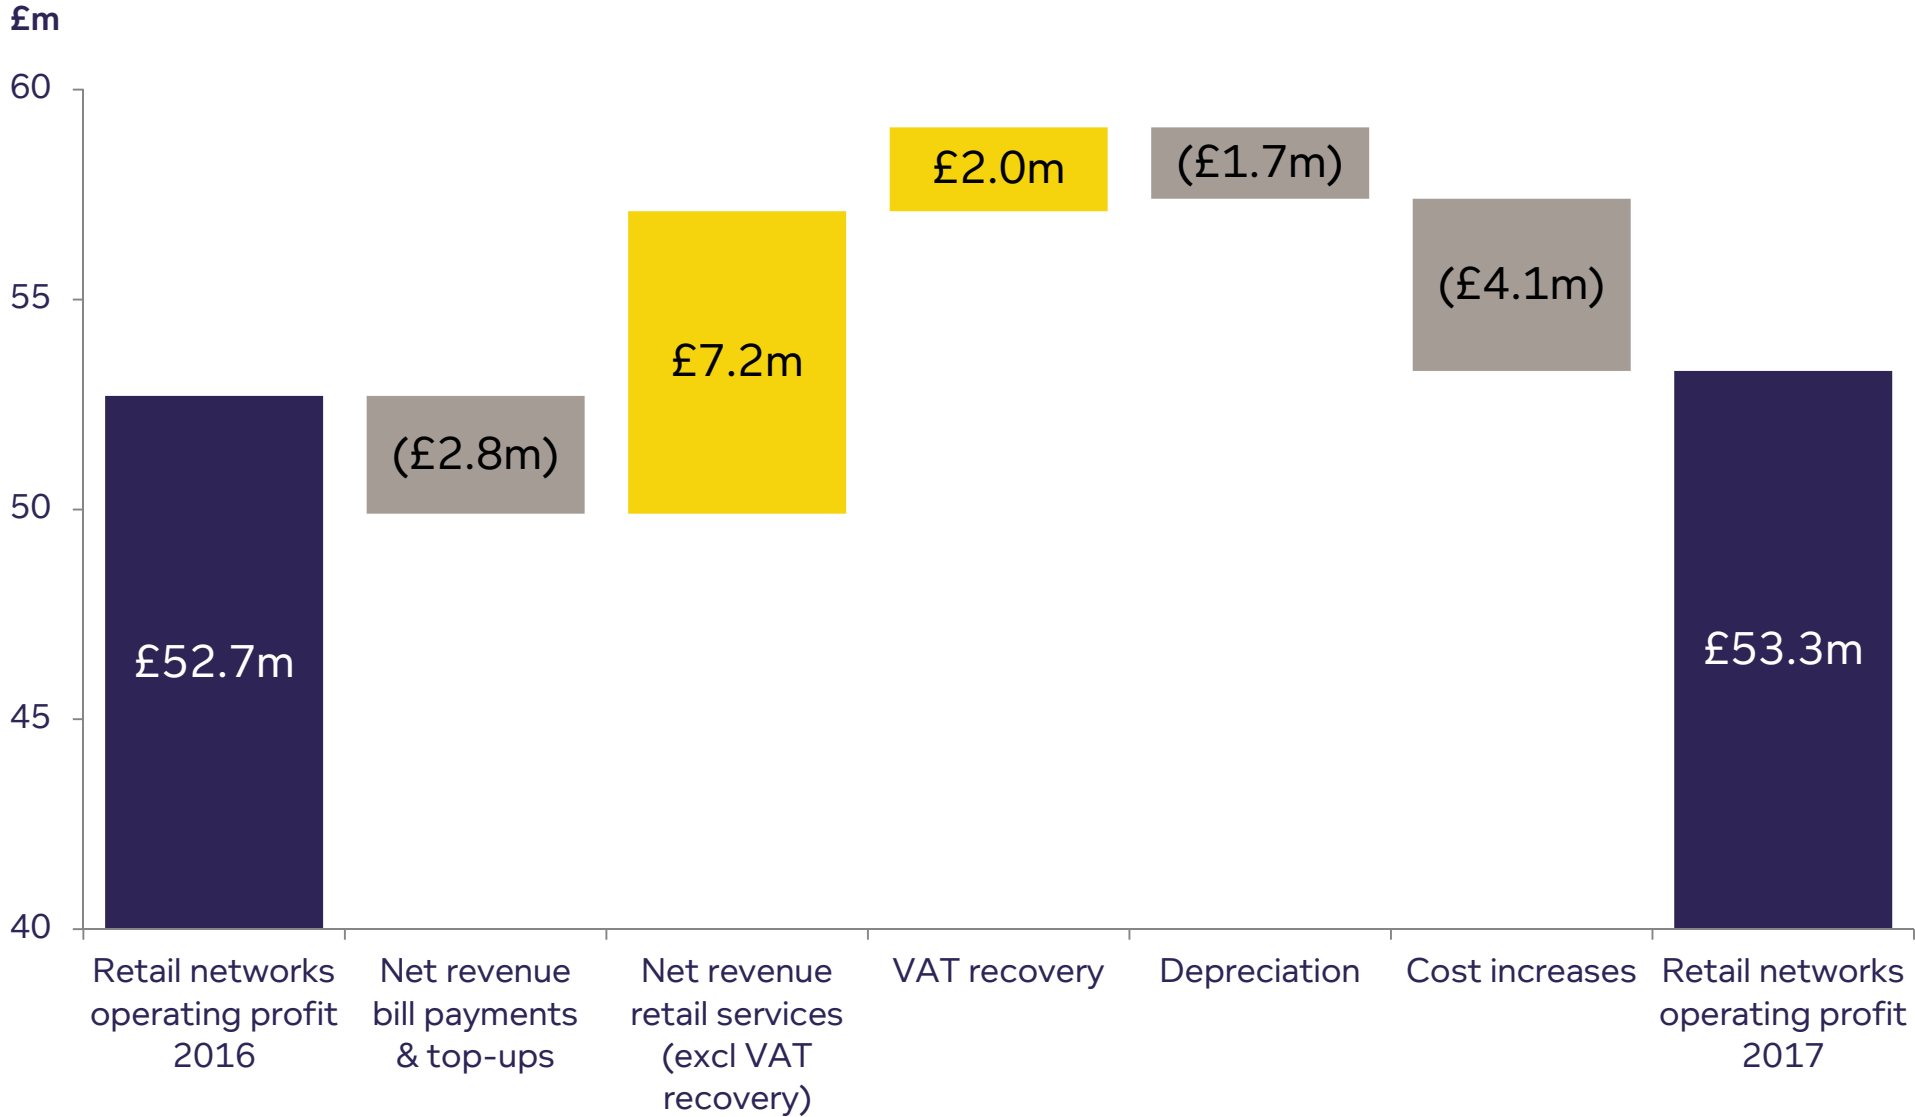 £m
60
55
50
45
40
£52.7m
(£2.8m)
£7.2m
£2.0m
(£1.7m)
(£4.1m)
£53.3m
Retail networks
operating profit
2016
Net revenue
bill payments
& top-ups
Net revenue
retail services
(excl VAT
recovery)
VAT recovery
Depreciation
Cost increases
Retail networks
operating profit
2017